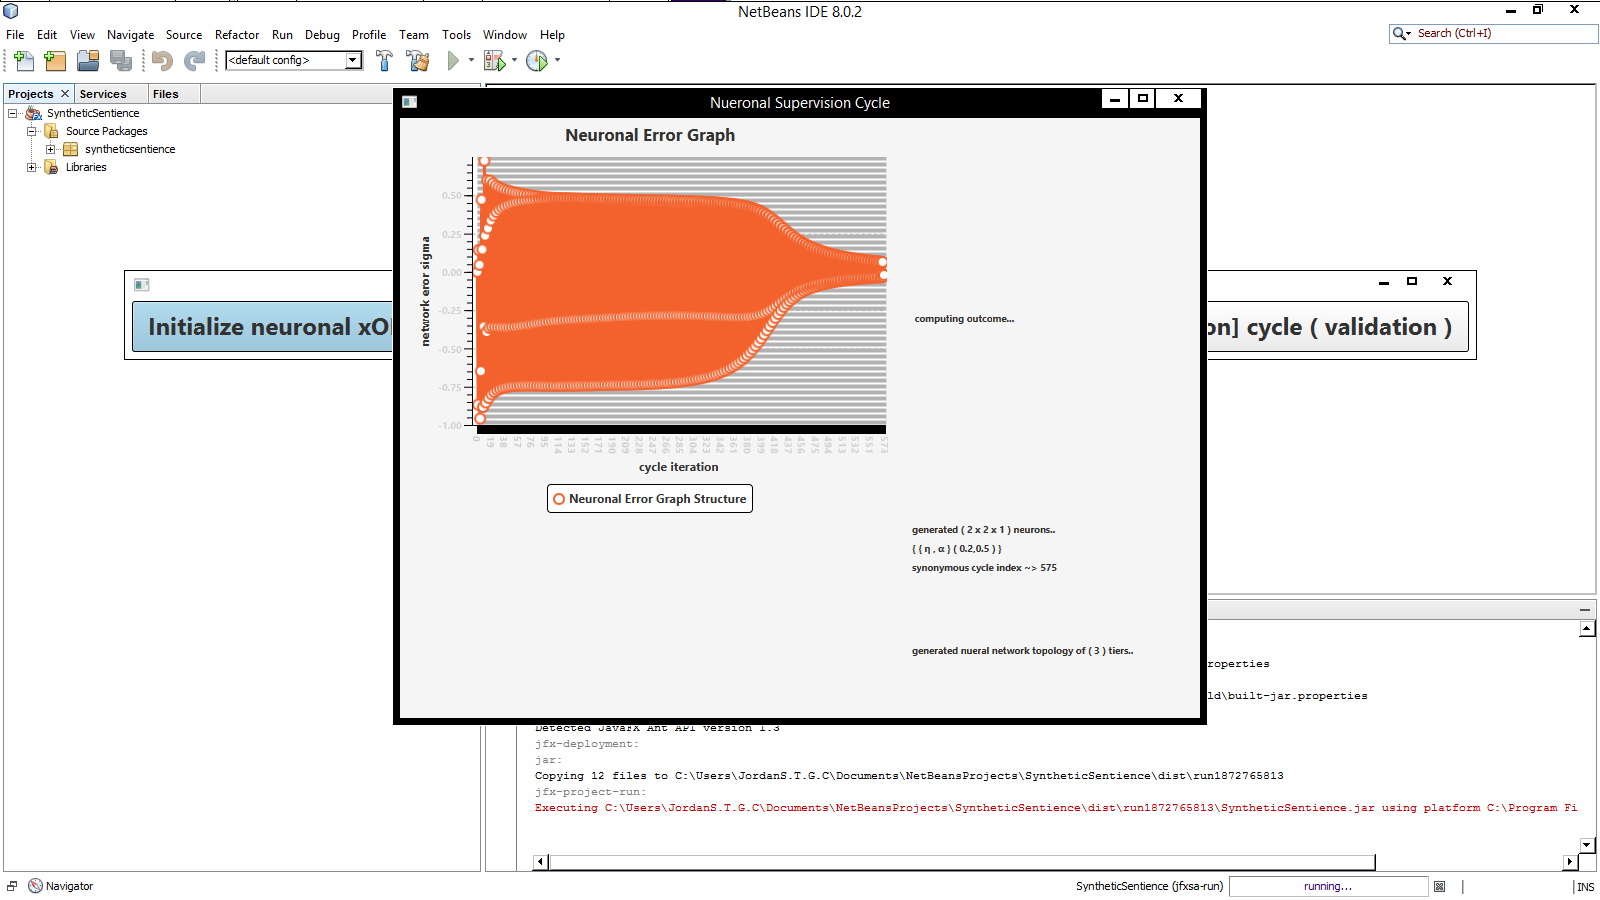 NetBeans IDE 8.0.2
File Edit View Navigate Source Refactor Run Debug Profile Team Tools Window Help
Search (Ctrl+I)
<default config>
Projects Services Files
SyntheticSentience
Source Packages
syntheticsentience
Libraries
Nueronal Supervision Cycle
Neuronal Error Graph
network eror sigma
0.50
0.25
0.00
-0.25
-0.50
-0.75
-1.00
0 19 38 57 76 95 114 133 152 171 190 209 228 247 266 285 304 323 342 361 380 399 418 437 456 475 494 513 532 551 573
cycle iteration
Neuronal Error Graph Structure
computing outcome...
generated ( 2 x 2 x 1 ) neurons..
{ { η , α } ( 0.2,0.5 ) }
synonymous cycle index ~> 575
generated nueral network topology of ( 3 ) tiers..
Initialize neuronal xO
on] cycle ( validation )
roperties
ld\built-jar.properties
Detected JavaFX Ant API version 1.3
jfx-deployment:
jar:
Copying 12 files to C:\Users\JordanS.T.G.C\Documents\NetBeansProjects\SyntheticSentience\dist\run1872765813
jfx-project-run:
Executing C:\Users\JordanS.T.G.C\Documents\NetBeansProjects\SyntheticSentience\dist\run1872765813\SyntheticSentience.jar using platform C:\Program Fi
Navigator
SyntheticSentience (jfxsa-run)
running...
INS